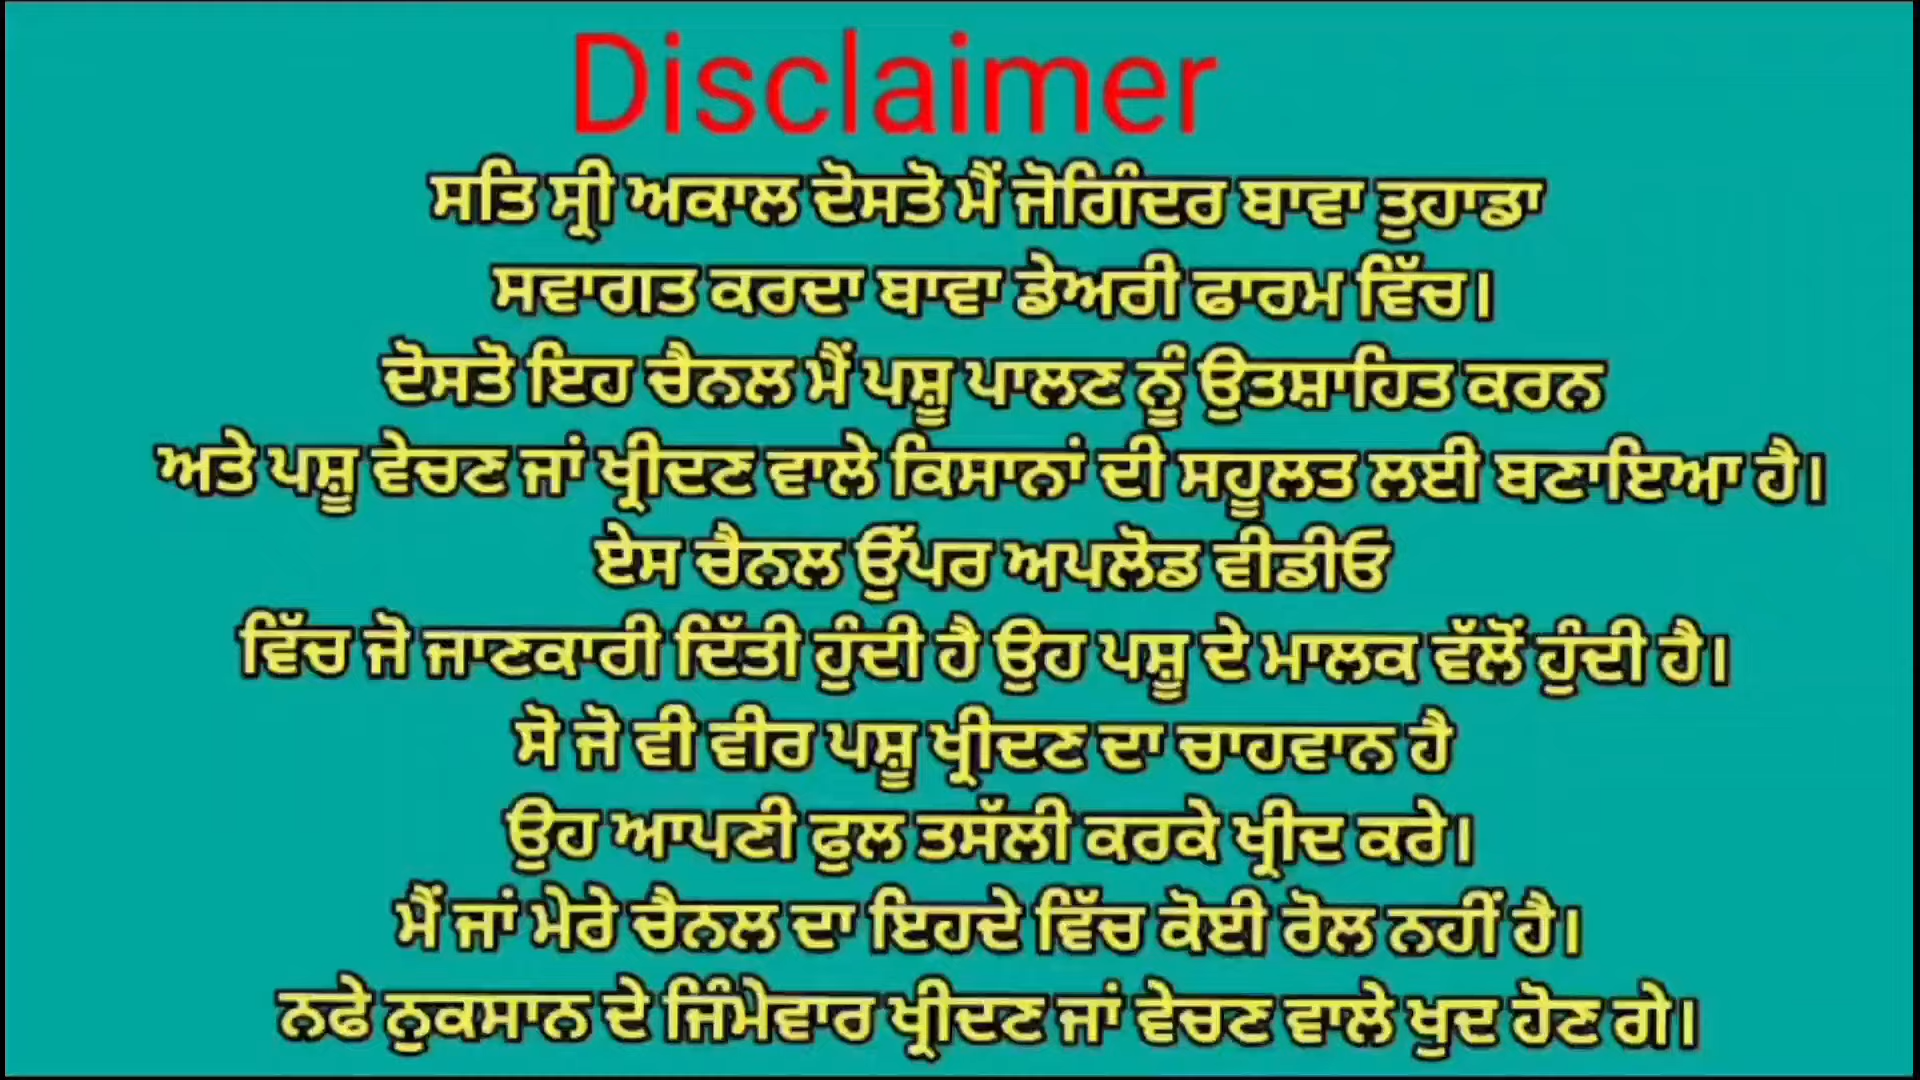 Disclaimer
ਸਤਿ ਸ੍ਰੀ ਅਕਾਲ ਦੋਸਤੋ ਮੈਂ ਜੋਗਿੰਦਰ ਬਾਵਾ ਤੁਹਾਡਾ
ਸਵਾਗਤ ਕਰਦਾ ਬਾਵਾ ਡੇਅਰੀ ਫਾਰਮ ਵਿੱਚ।
ਦੋਸਤੋ ਇਹ ਚੈਨਲ ਮੈਂ ਪਸ਼ੂ ਪਾਲਣ ਨੂੰ ਉਤਸ਼ਾਹਿਤ ਕਰਨ
ਅਤੇ ਪਸ਼ੂ ਵੇਚਣ ਜਾਂ ਖ੍ਰੀਦਣ ਵਾਲੇ ਕਿਸਾਨਾਂ ਦੀ ਸਹੂਲਤ ਲਈ ਬਣਾਇਆ ਹੈ।
ਏਸ ਚੈਨਲ ਉੱਪਰ ਅਪਲੋਡ ਵੀਡੀਓ
ਵਿੱਚ ਜੋ ਜਾਣਕਾਰੀ ਦਿੱਤੀ ਹੁੰਦੀ ਹੈ ਉਹ ਪਸ਼ੂ ਦੇ ਮਾਲਕ ਵੱਲੋਂ ਹੁੰਦੀ ਹੈ।
ਸੋ ਜੋ ਵੀ ਵੀਰ ਪਸ਼ੂ ਖ੍ਰੀਦਣ ਦਾ ਚਾਹਵਾਨ ਹੈ
ਉਹ ਆਪਣੀ ਫੁਲ ਤਸੱਲੀ ਕਰਕੇ ਖ੍ਰੀਦ ਕਰੇ।
ਮੈਂ ਜਾਂ ਮੇਰੇ ਚੈਨਲ ਦਾ ਇਹਦੇ ਵਿੱਚ ਕੋਈ ਰੋਲ ਨਹੀਂ ਹੈ।
ਨਫੇ ਨੁਕਸਾਨ ਦੇ ਜਿੰਮੇਵਾਰ ਖ੍ਰੀਦਣ ਜਾਂ ਵੇਚਣ ਵਾਲੇ ਖੁਦ ਹੋਣ ਗੇ।